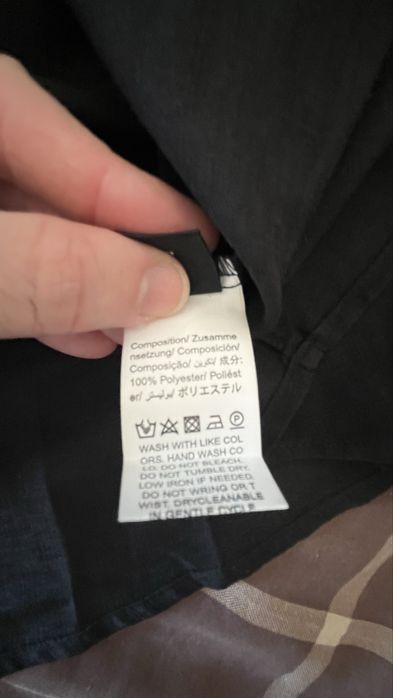 Composition/ Zusamme
nsetzung/ Composición/
Composição/ تكوين/ 成分:
100% Polyester/ Poliést
er/ بوليستر/ ポリエステル
WASH WITH LIKE COL
ORS. HAND WASH CO
LD. DO NOT BLEACH.
DO NOT TUMBLE DRY.
LOW IRON IF NEEDED.
DO NOT WRING OR T
WIST. DRYCLEANABLE
IN GENTLE CYCLE